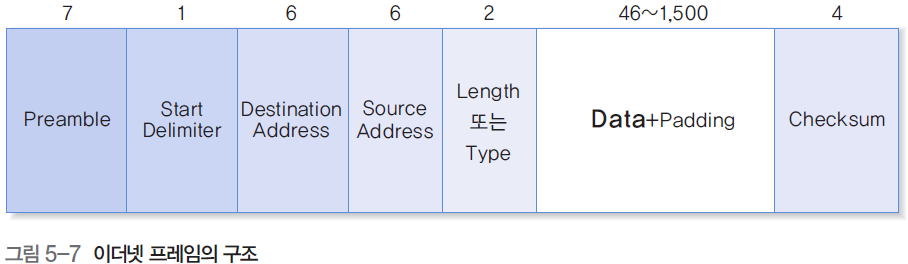 7 1 6 6 2 46~1,500 4
Preamble
Start
Delimiter
Destination
Address
Source
Address
Length
또는
Type
Data+Padding
Checksum
그림 5-7 이더넷 프레임의 구조